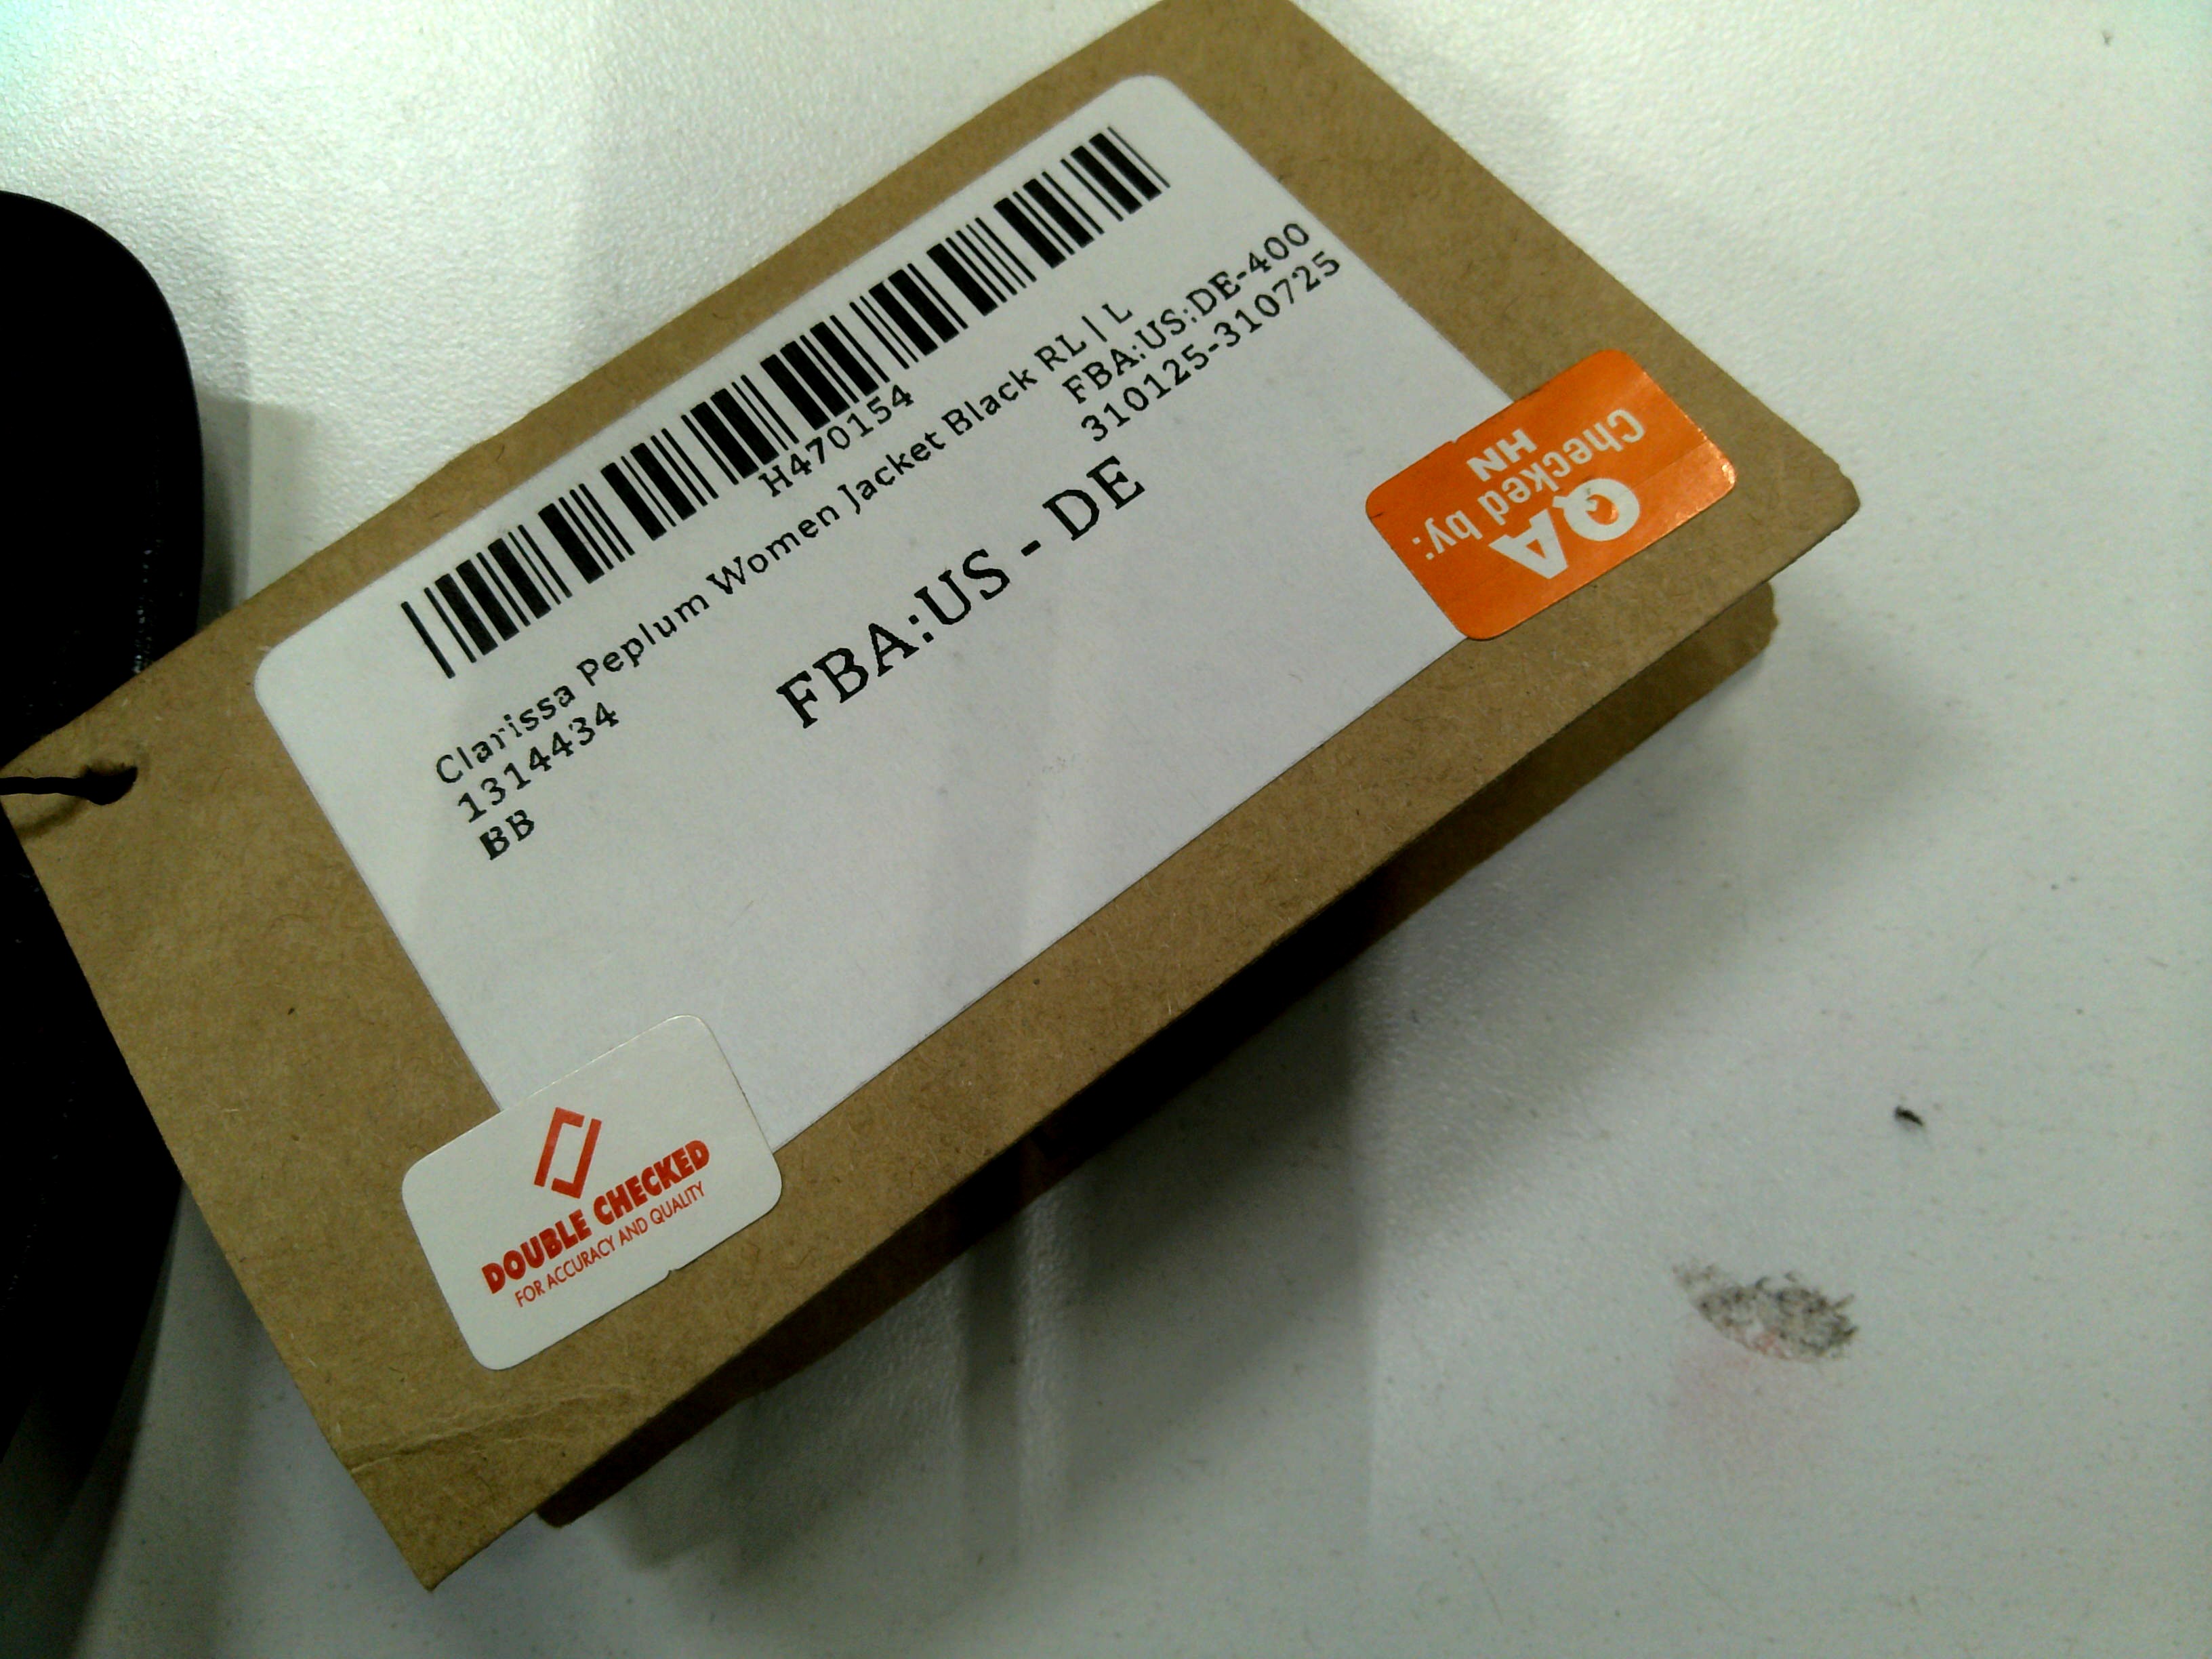 H470154
Clarissa Peplum Women Jacket Black RL | L
1314434
FBA:US:DE-400
BB
310125-310725
FBA:US - DE
QA
Checked by:
HN
DOUBLE CHECKED
FOR ACCURACY AND QUALITY